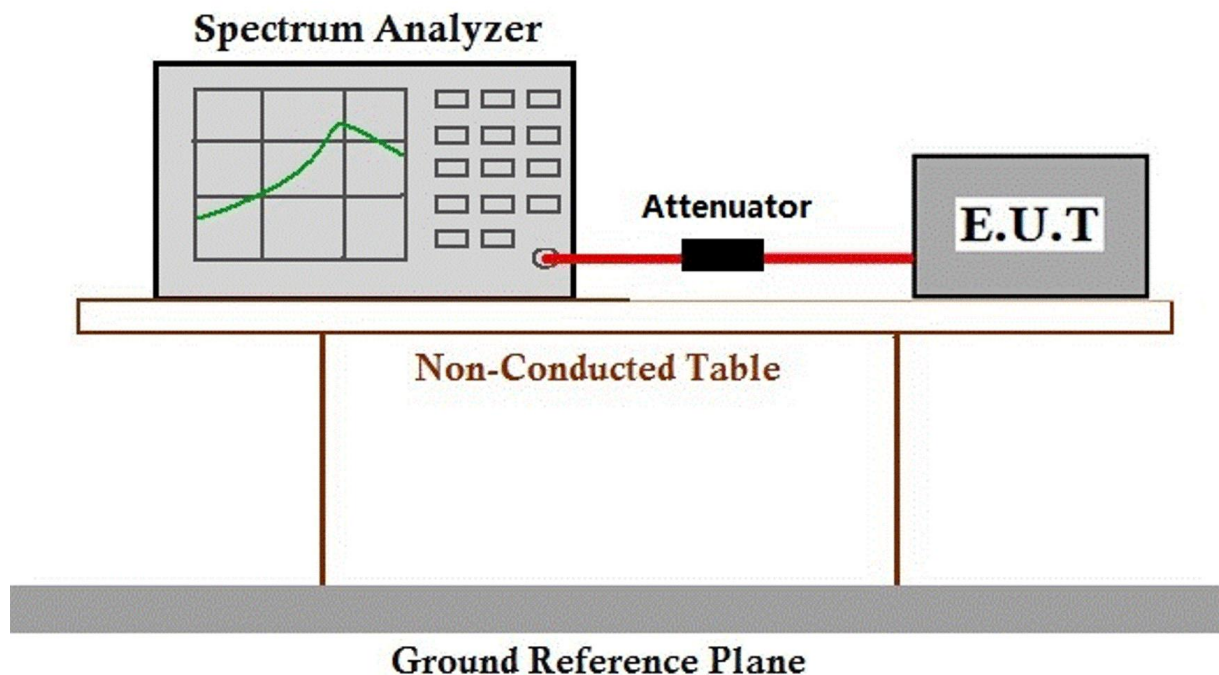 Spectrum Analyzer
Attenuator
E.U.T
Non-Conducted Table
Ground Reference Plane